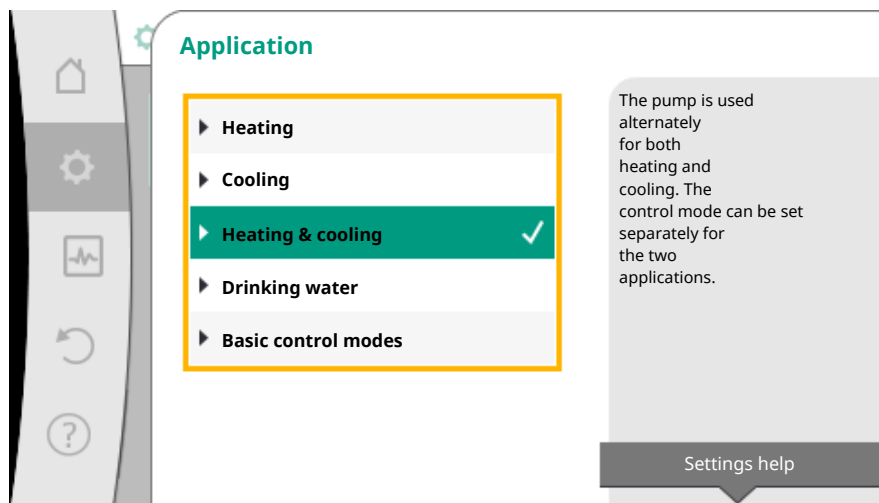 Application
Heating
Cooling
Heating & cooling
Drinking water
Basic control modes
The pump is used
alternately
for both
heating and
cooling. The
control mode can be set
separately for
the two
applications.
Settings help